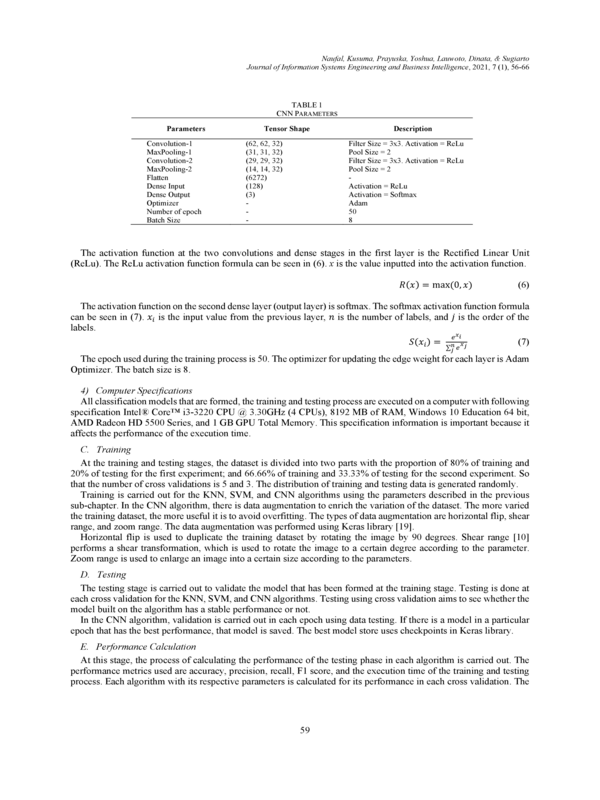 Naufal, Kusuma, Prayuska, Yoshua, Lauwoto, Dinata, & Sugiarto
Journal of Information Systems Engineering and Business Intelligence, 2021, 7 (1), 56-66
TABLE 1
CNN PARAMETERS
Parameters Tensor Shape Description
Convolution-1 (62, 62, 32) Filter Size = 3x3. Activation = ReLu
MaxPooling-1 (31, 31, 32) Pool Size = 2
Convolution-2 (29, 29, 32) Filter Size = 3x3. Activation = ReLu
MaxPooling-2 (14, 14, 32) Pool Size = 2
Flatten (6272) -
Dense Input (128) Activation = ReLu
Dense Output (3) Activation = Softmax
Optimizer - Adam
Number of epoch - 50
Batch Size - 8
The activation function at the two convolutions and dense stages in the first layer is the Rectified Linear Unit
(ReLu). The ReLu activation function formula can be seen in (6). x is the value inputted into the activation function.
R(x) = max(0, x) (6)
The activation function on the second dense layer (output layer) is softmax. The softmax activation function formula
can be seen in (7). x_i is the input value from the previous layer, n is the number of labels, and j is the order of the
labels.
S(x_i) = e^{x_i} / Σ_j^n e^{x_j} (7)
The epoch used during the training process is 50. The optimizer for updating the edge weight for each layer is Adam
Optimizer. The batch size is 8.
4) Computer Specifications
All classification models that are formed, the training and testing process are executed on a computer with following
specification Intel® Core™ i3-3220 CPU @ 3.30GHz (4 CPUs), 8192 MB of RAM, Windows 10 Education 64 bit,
AMD Radeon HD 5500 Series, and 1 GB GPU Total Memory. This specification information is important because it
affects the performance of the execution time.
C. Training
At the training and testing stages, the dataset is divided into two parts with the proportion of 80% of training and
20% of testing for the first experiment; and 66.66% of training and 33.33% of testing for the second experiment. So
that the number of cross validations is 5 and 3. The distribution of training and testing data is generated randomly.
Training is carried out for the KNN, SVM, and CNN algorithms using the parameters described in the previous
sub-chapter. In the CNN algorithm, there is data augmentation to enrich the variation of the dataset. The more varied
the training dataset, the more useful it is to avoid overfitting. The types of data augmentation are horizontal flip, shear
range, and zoom range. The data augmentation was performed using Keras library [19].
Horizontal flip is used to duplicate the training dataset by rotating the image by 90 degrees. Shear range [10]
performs a shear transformation, which is used to rotate the image to a certain degree according to the parameter.
Zoom range is used to enlarge an image into a certain size according to the parameters.
D. Testing
The testing stage is carried out to validate the model that has been formed at the training stage. Testing is done at
each cross validation for the KNN, SVM, and CNN algorithms. Testing using cross validation aims to see whether the
model built on the algorithm has a stable performance or not.
In the CNN algorithm, validation is carried out in each epoch using data testing. If there is a model in a particular
epoch that has the best performance, that model is saved. The best model store uses checkpoints in Keras library.
E. Performance Calculation
At this stage, the process of calculating the performance of the testing phase in each algorithm is carried out. The
performance metrics used are accuracy, precision, recall, F1 score, and the execution time of the training and testing
process. Each algorithm with its respective parameters is calculated for its performance in each cross validation. The
59